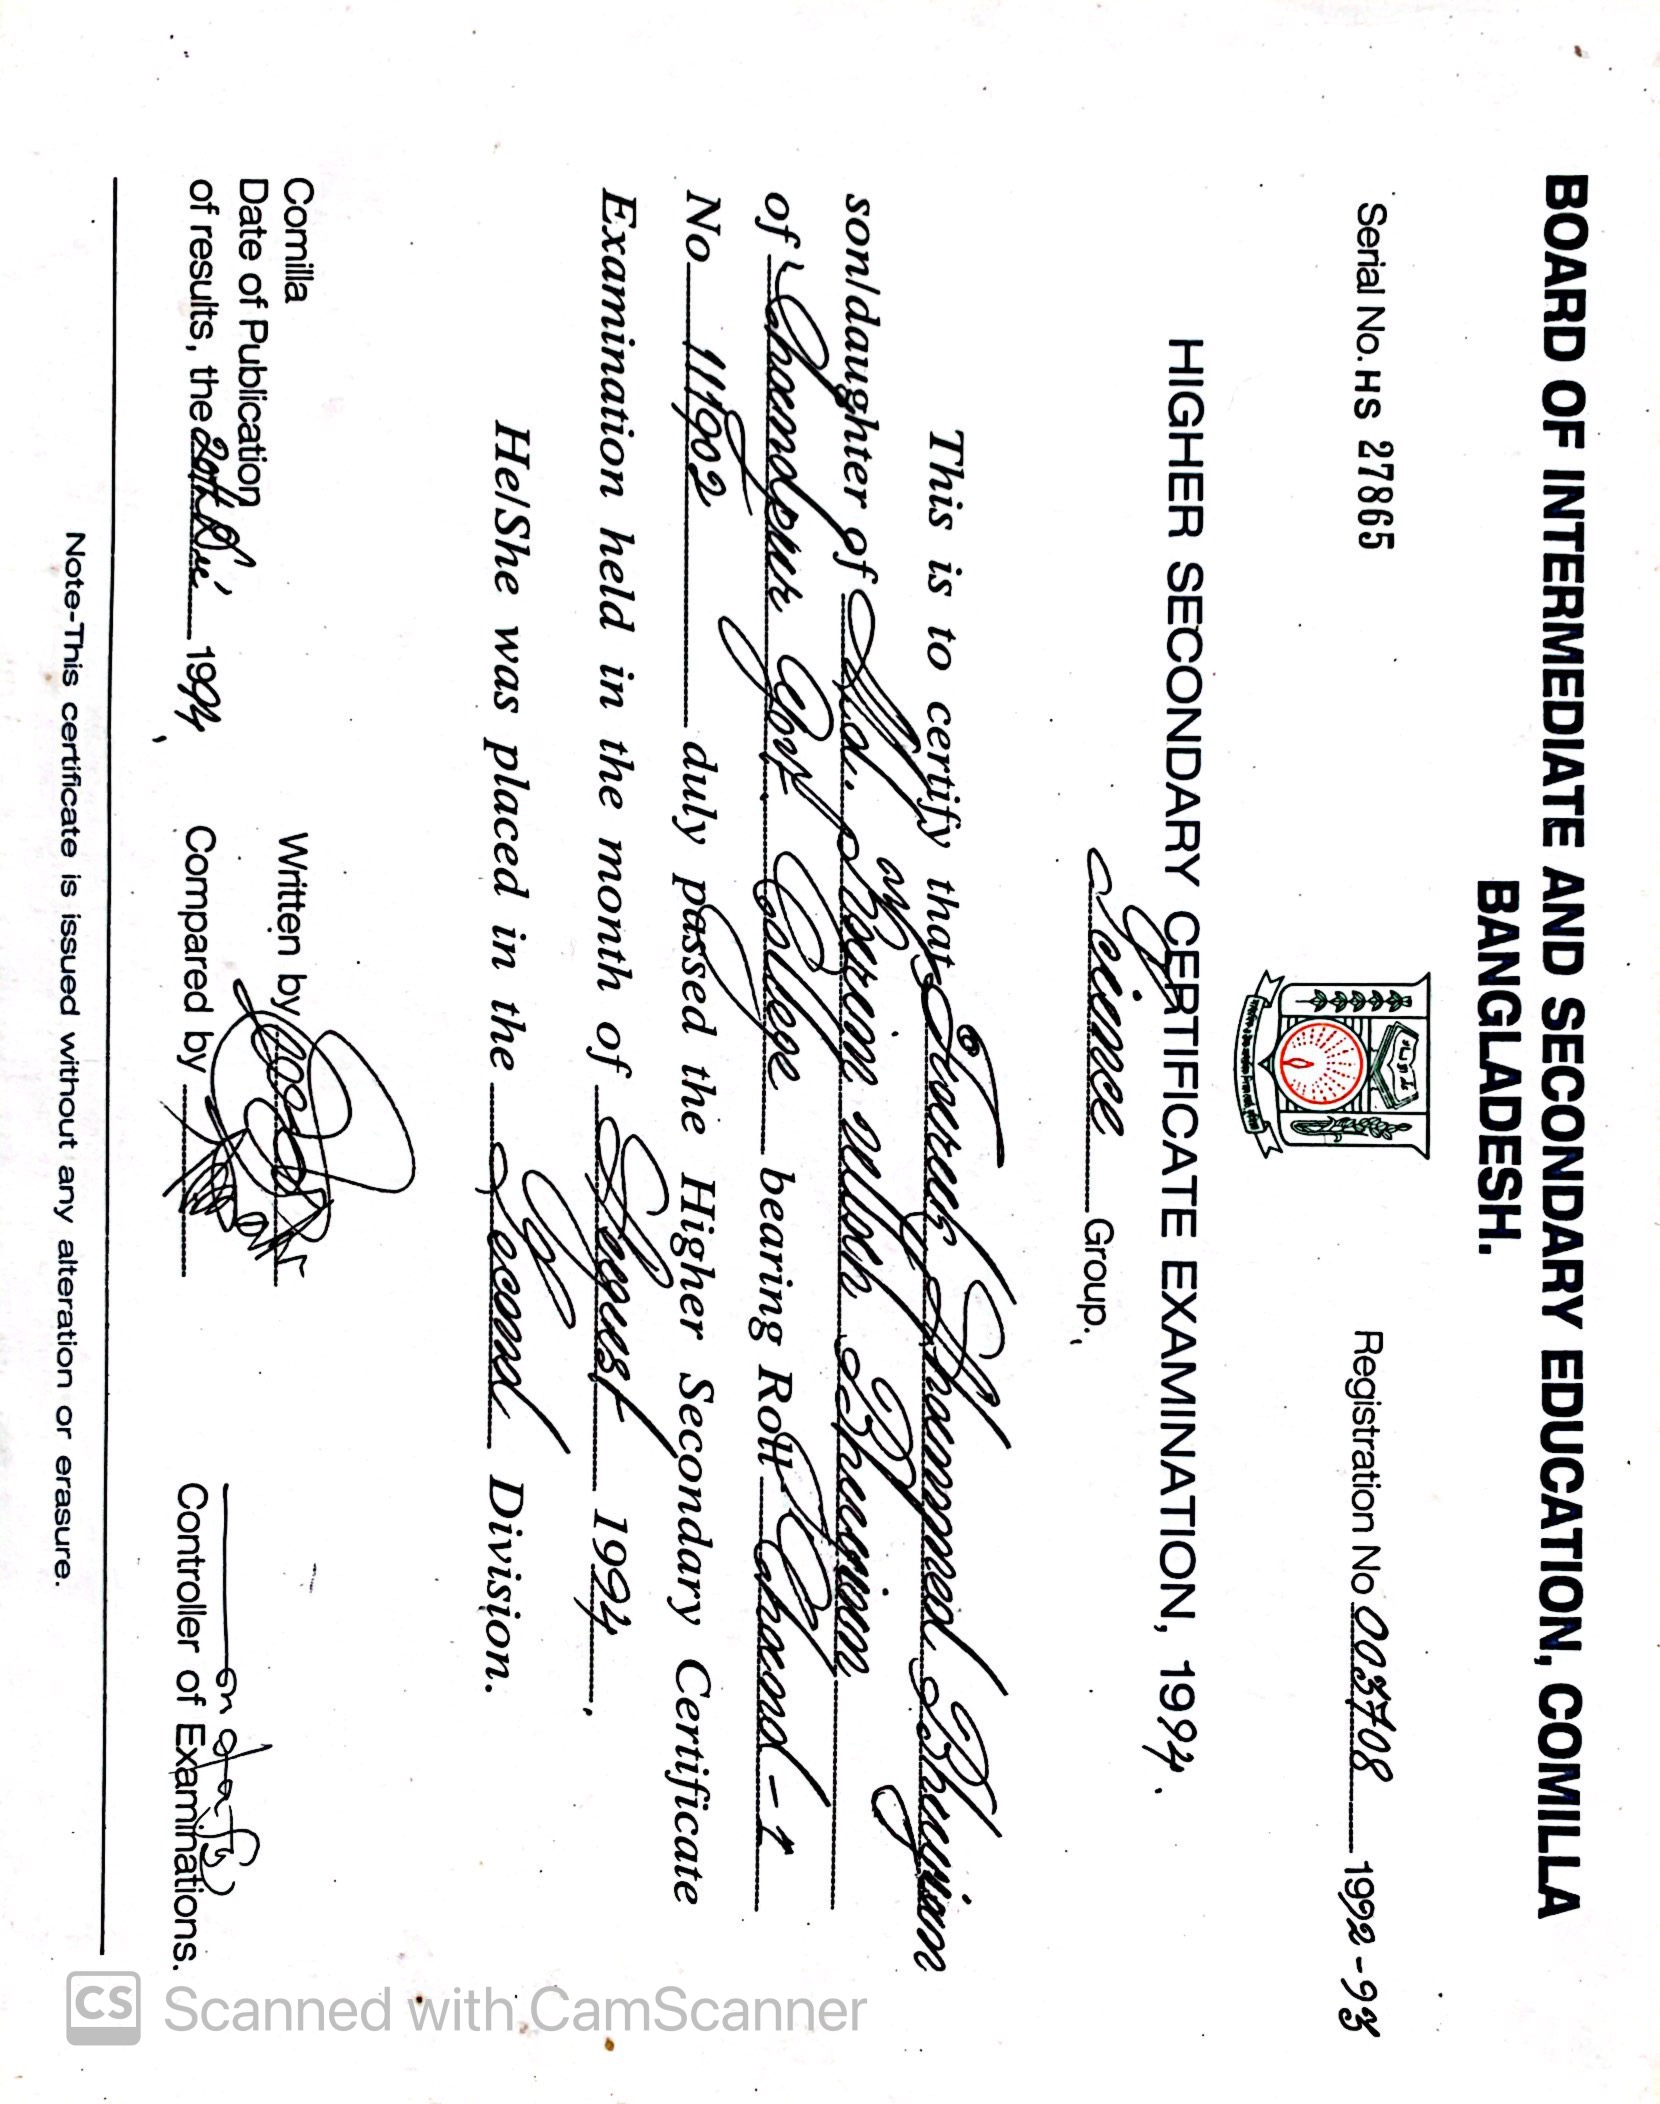 BOARD OF INTERMEDIATE AND SECONDARY EDUCATION, COMILLA
BANGLADESH.
Serial No. HS 27865
Registration No 003708 1992-93
HIGHER SECONDARY CERTIFICATE EXAMINATION, 1994.
Science Group.
This is to certify that Ahammed Bhuiyan
son/daughter of Md. ullah Bhuiyan
of Chandpur Govt. College bearing Roll Chand-1
No. 111902 duly passed the Higher Secondary Certificate
Examination held in the month of August 1994.
He/She was placed in the Second Division.
Comilla
Date of Publication
of results, the 20th Dec' 1994,
Written by
Compared by
Controller of Examinations.
Note-This certificate is issued without any alteration or erasure.
CS Scanned with CamScanner